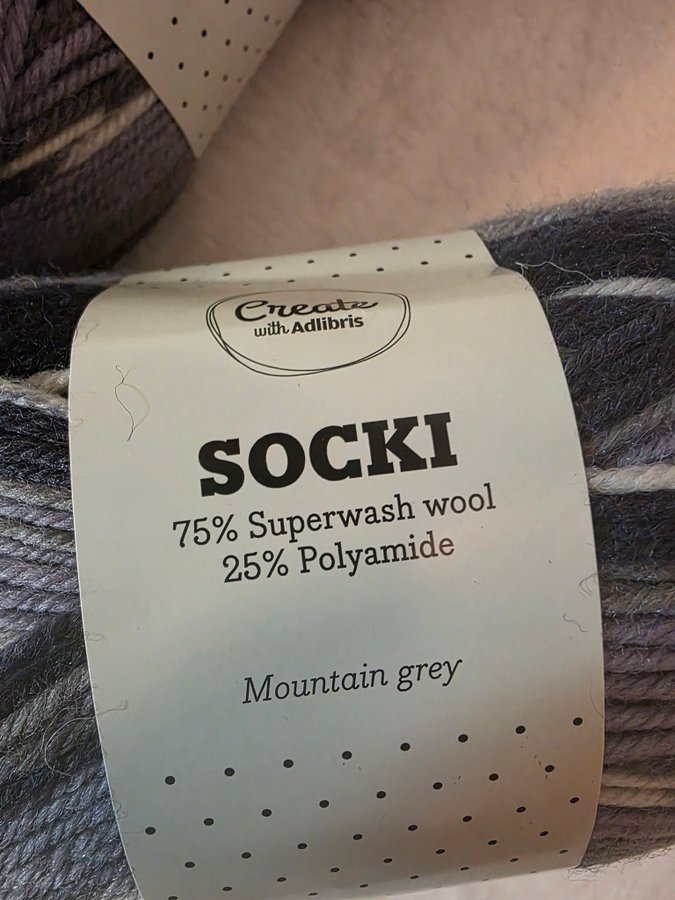 Create
with Adlibris
SOCKI
75% Superwash wool
25% Polyamide
Mountain grey